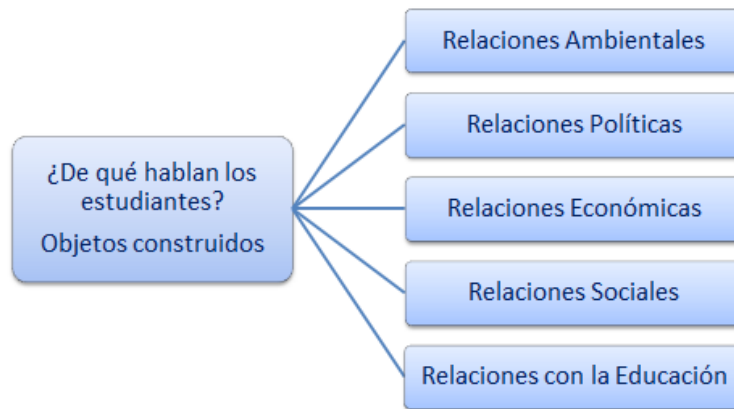 ¿De qué hablan los
estudiantes?
Objetos construidos
Relaciones Ambientales
Relaciones Políticas
Relaciones Económicas
Relaciones Sociales
Relaciones con la Educación